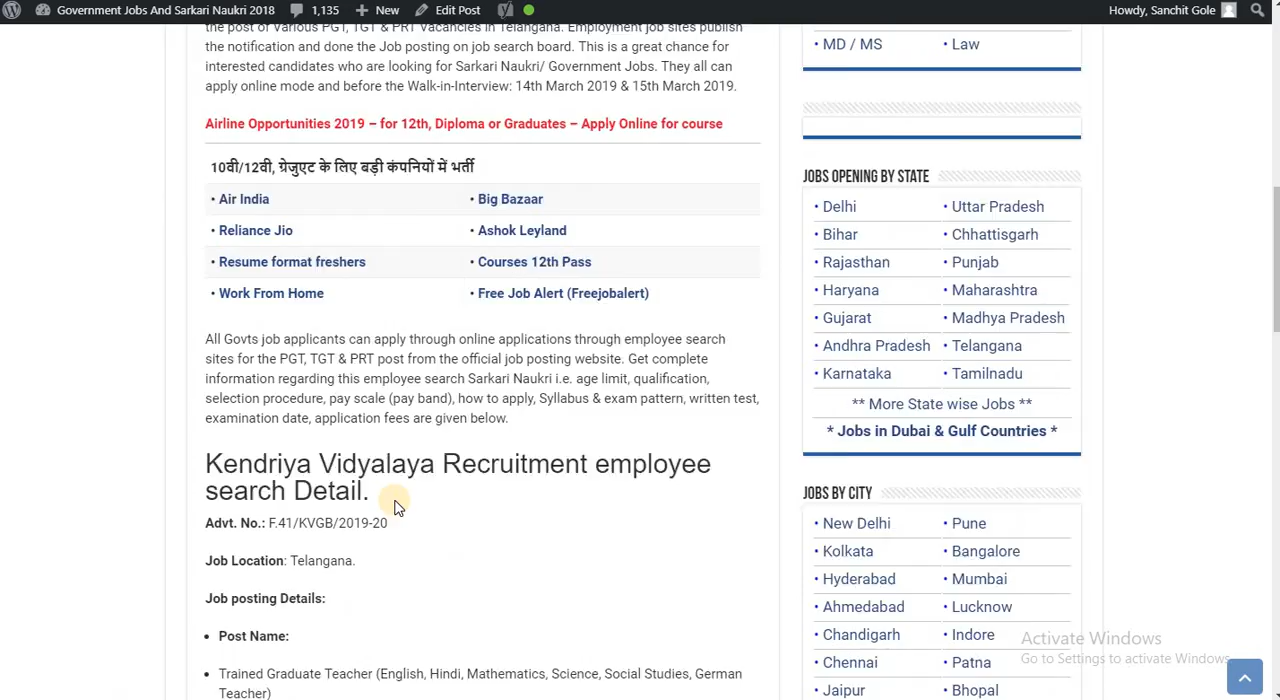 Government Jobs And Sarkari Naukri 2018 1,135 New Edit Post Howdy, Sanchit Gole
the post of Various PGT, TGT & PRT Vacancies in Telangana. Employment job sites publish
the notification and done the Job posting on job search board. This is a great chance for
interested candidates who are looking for Sarkari Naukri/ Government Jobs. They all can
apply online mode and before the Walk-in-Interview: 14th March 2019 & 15th March 2019.
Airline Opportunities 2019 – for 12th, Diploma or Graduates – Apply Online for course
10वी/12वी, ग्रेजुएट के लिए बड़ी कंपनियों में भर्ती
• Air India • Big Bazaar
• Reliance Jio • Ashok Leyland
• Resume format freshers • Courses 12th Pass
• Work From Home • Free Job Alert (Freejobalert)
All Govts job applicants can apply through online applications through employee search
sites for the PGT, TGT & PRT post from the official job posting website. Get complete
information regarding this employee search Sarkari Naukri i.e. age limit, qualification,
selection procedure, pay scale (pay band), how to apply, Syllabus & exam pattern, written test,
examination date, application fees are given below.
Kendriya Vidyalaya Recruitment employee
search Detail.
Advt. No.: F.41/KVGB/2019-20
Job Location: Telangana.
Job posting Details:
• Post Name:
• Trained Graduate Teacher (English, Hindi, Mathematics, Science, Social Studies, German
Teacher)
• MD / MS • Law
JOBS OPENING BY STATE
• Delhi • Uttar Pradesh
• Bihar • Chhattisgarh
• Rajasthan • Punjab
• Haryana • Maharashtra
• Gujarat • Madhya Pradesh
• Andhra Pradesh • Telangana
• Karnataka • Tamilnadu
** More State wise Jobs **
* Jobs in Dubai & Gulf Countries *
JOBS BY CITY
• New Delhi • Pune
• Kolkata • Bangalore
• Hyderabad • Mumbai
• Ahmedabad • Lucknow
• Chandigarh • Indore
• Chennai • Patna
• Jaipur • Bhopal
Activate Windows
Go to Settings to activate Windows.